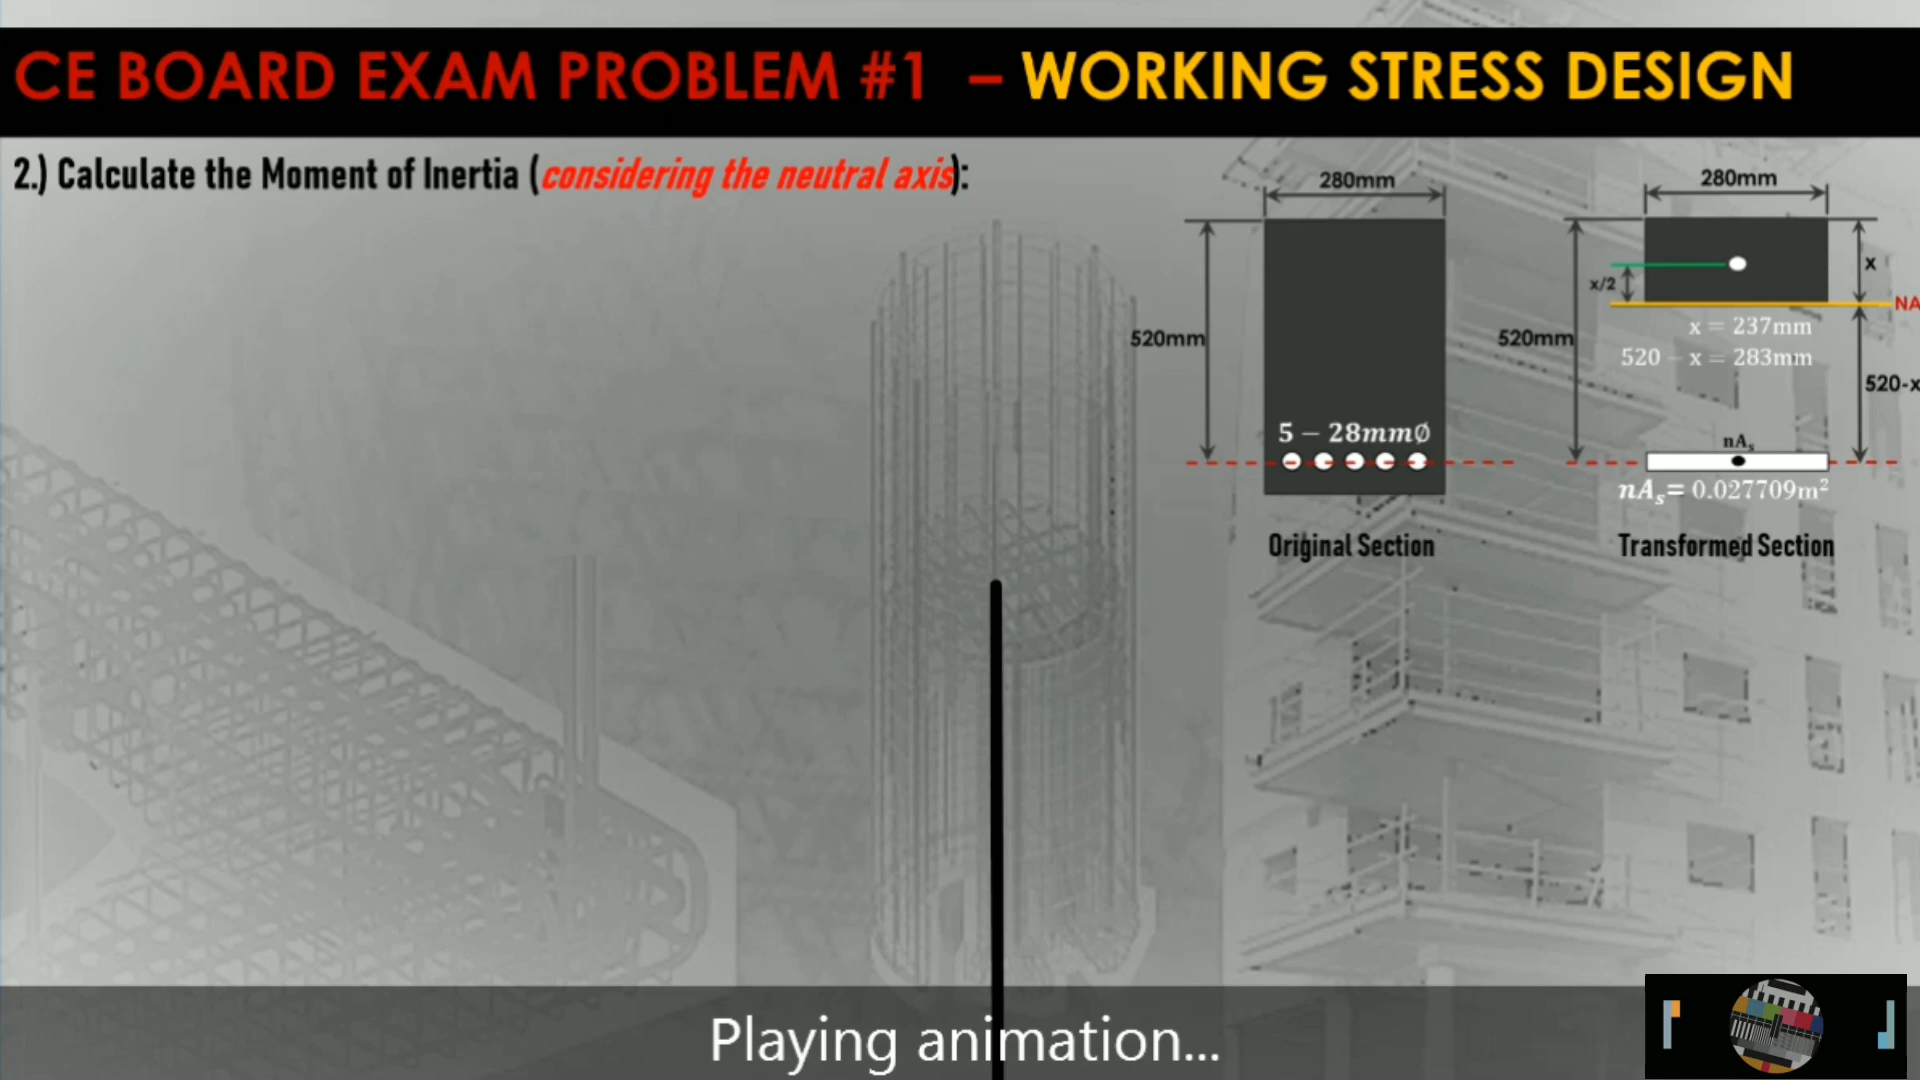 CE BOARD EXAM PROBLEM #1 – WORKING STRESS DESIGN
2.) Calculate the Moment of Inertia (considering the neutral axis):
280mm
520mm
5 – 28mm∅
Original Section
280mm
x
x/2
NA
x = 237mm
520 – x = 283mm
520mm
520-x
nAₛ
nAₛ= 0.027709m²
Transformed Section
Playing animation...